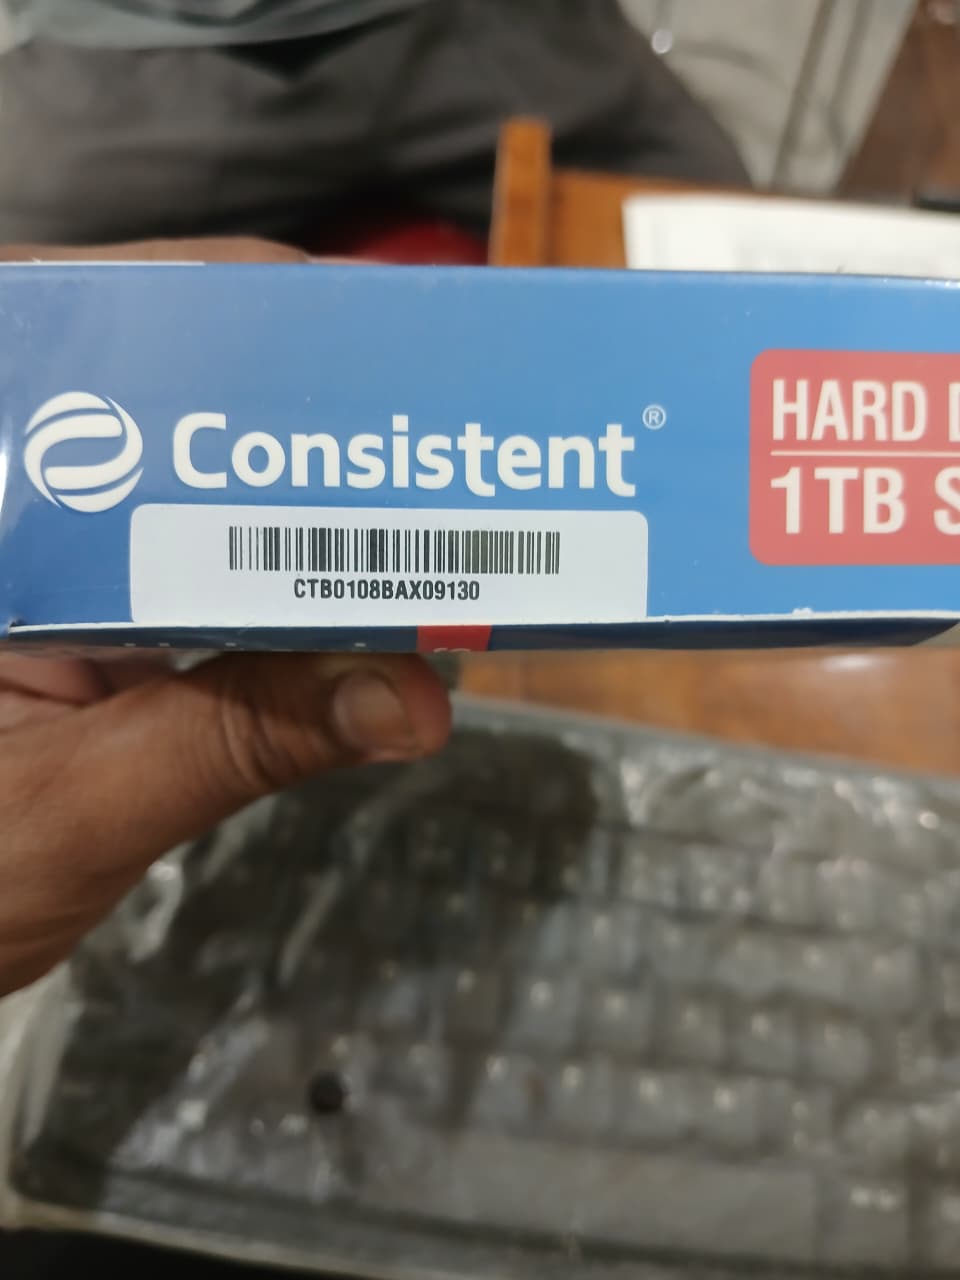 Consistent®
CTB0108BAX09130
HARD
1TB